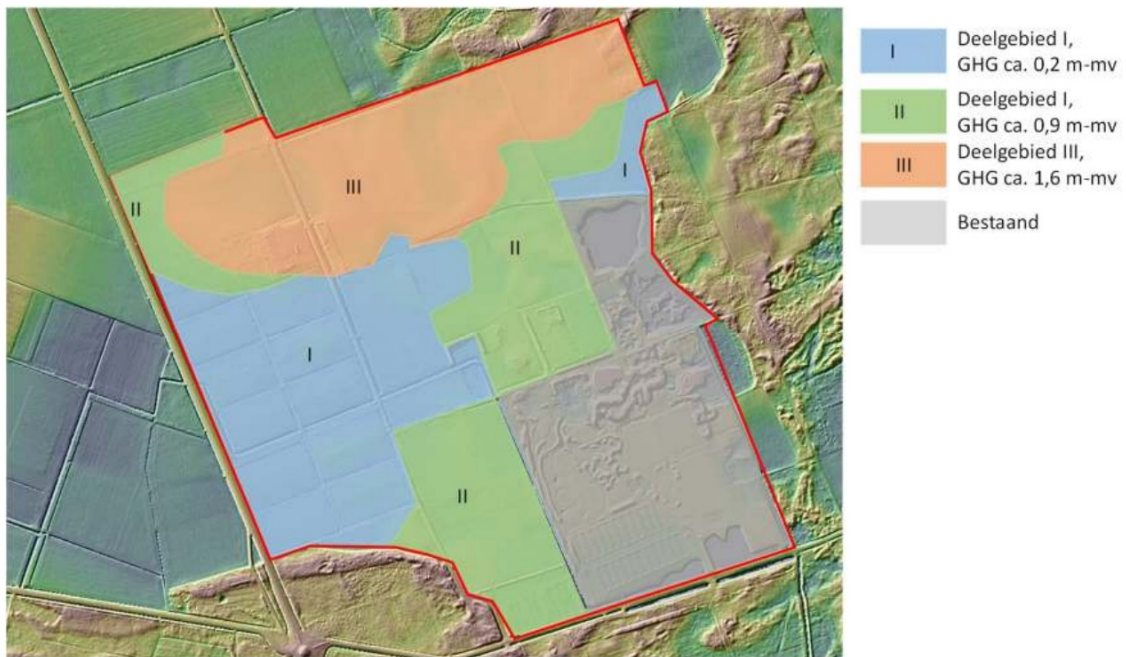 I
Deelgebied I,
GHG ca. 0,2 m-mv
II
Deelgebied I,
GHG ca. 0,9 m-mv
III
Deelgebied III,
GHG ca. 1,6 m-mv
Bestaand
I
III
II
II
I
II